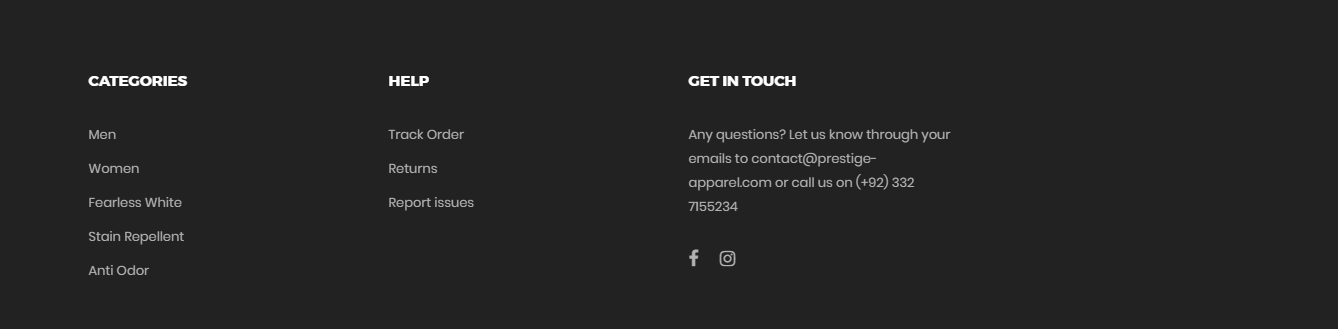 CATEGORIES
Men
Women
Fearless White
Stain Repellent
Anti Odor
HELP
Track Order
Returns
Report issues
GET IN TOUCH
Any questions? Let us know through your
emails to contact@prestige-
apparel.com or call us on (+92) 332
7155234